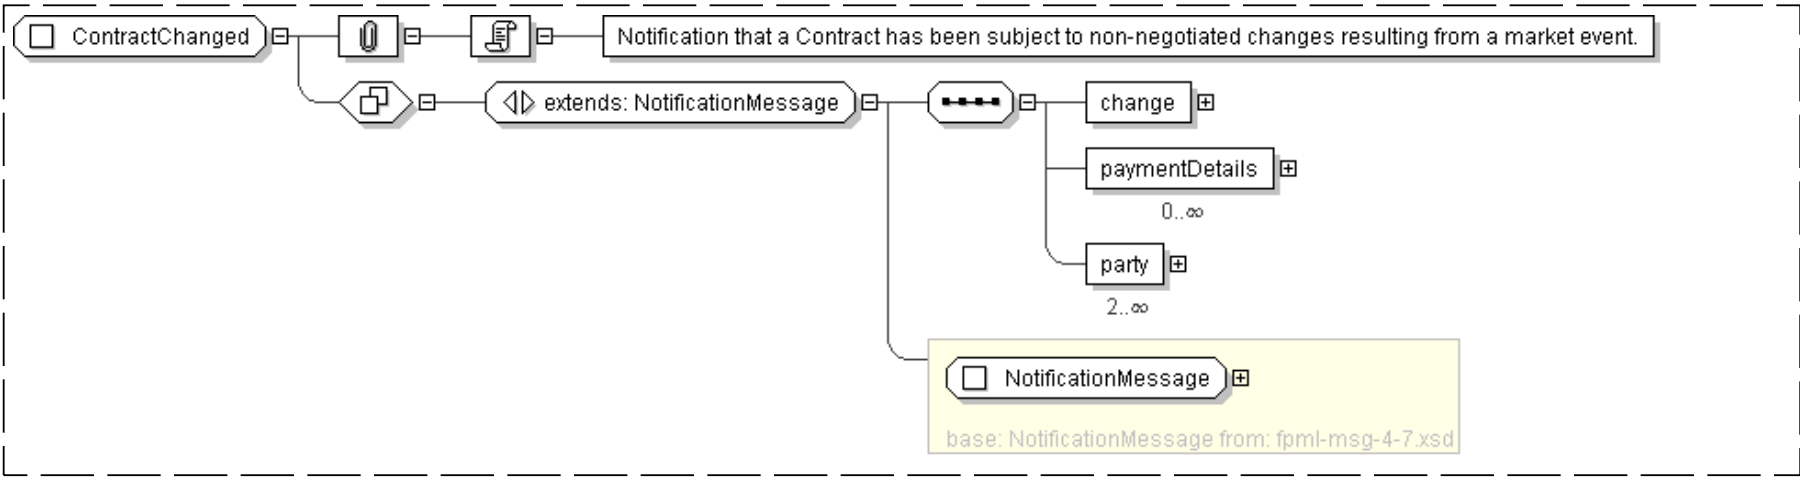 ContractChanged
Notification that a Contract has been subject to non-negotiated changes resulting from a market event.
extends: NotificationMessage
change
paymentDetails
0..∞
party
2..∞
NotificationMessage
base: NotificationMessage from: fpml-msg-4-7.xsd